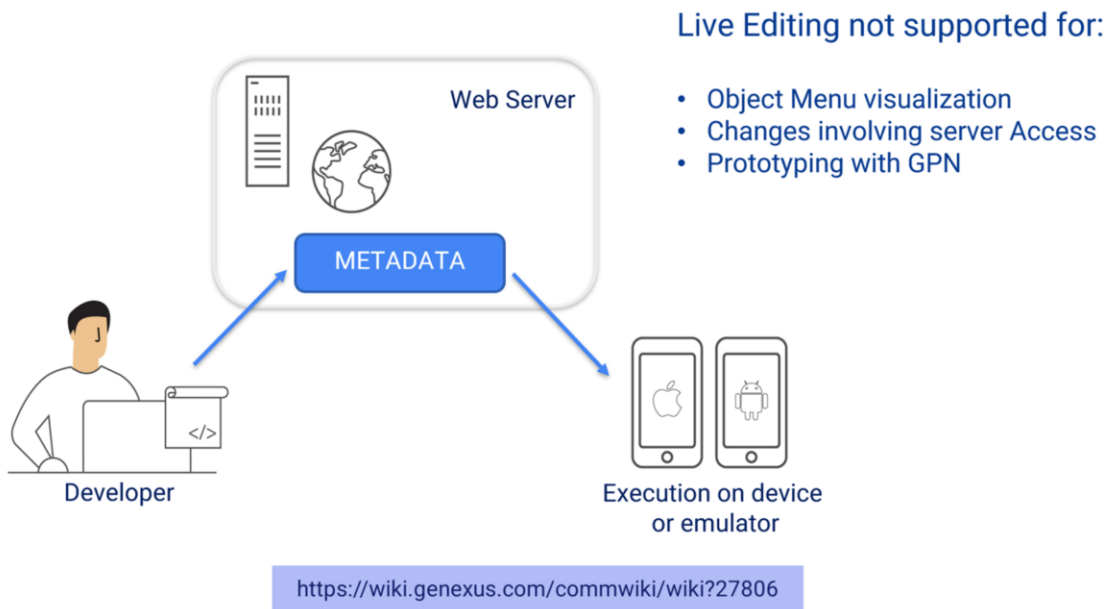 Live Editing not supported for:
• Object Menu visualization
• Changes involving server Access
• Prototyping with GPN
Web Server
METADATA
</>
Developer
Execution on device
or emulator
https://wiki.genexus.com/commwiki/wiki?27806